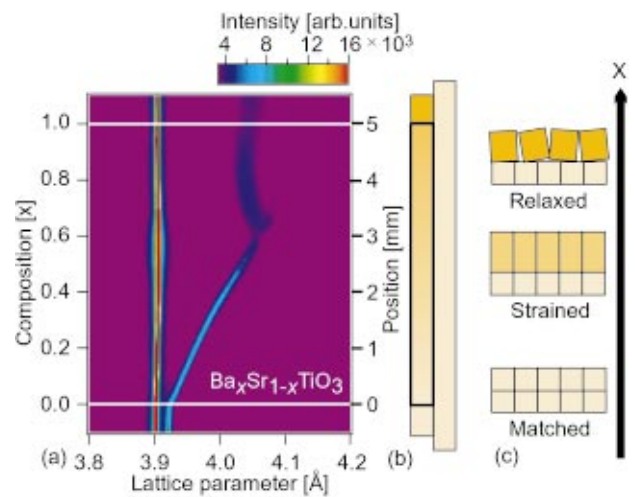 Intensity [arb.units]
4 8 12 16 × 10³
X
1.0 5
0.8 4
0.6 3
0.4 2
0.2 1
0.0 0
Composition [x]
Position [mm]
BaxSr1-xTiO3
Relaxed
Strained
Matched
(a) 3.8 3.9 4.0 4.1 4.2 (b) (c)
Lattice parameter [Å]